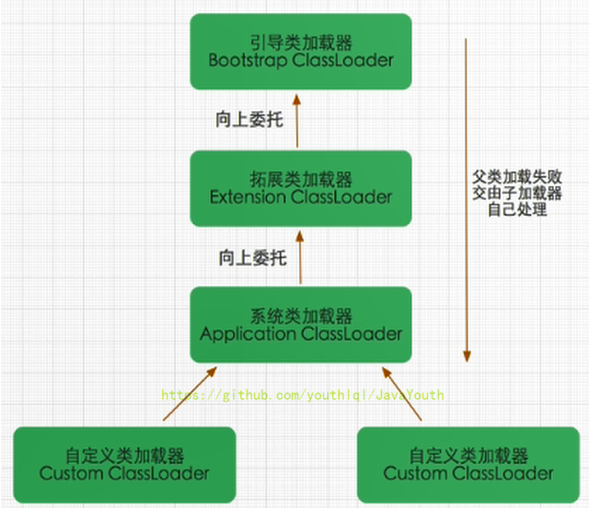 引导类加载器
Bootstrap ClassLoader
向上委托
拓展类加载器
Extension ClassLoader
父类加载失败
交由子加载器
自己处理
向上委托
系统类加载器
Application ClassLoader
https://github.com/youthlql/JavaYouth
自定义类加载器
Custom ClassLoader
自定义类加载器
Custom ClassLoader